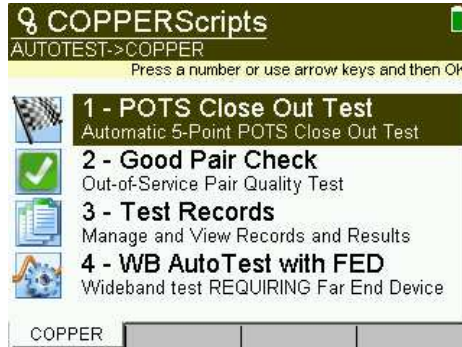 COPPERScripts
AUTOTEST->COPPER
Press a number or use arrow keys and then OK
1 - POTS Close Out Test
Automatic 5-Point POTS Close Out Test
2 - Good Pair Check
Out-of-Service Pair Quality Test
3 - Test Records
Manage and View Records and Results
4 - WB AutoTest with FED
Wideband test REQUIRING Far End Device
COPPER